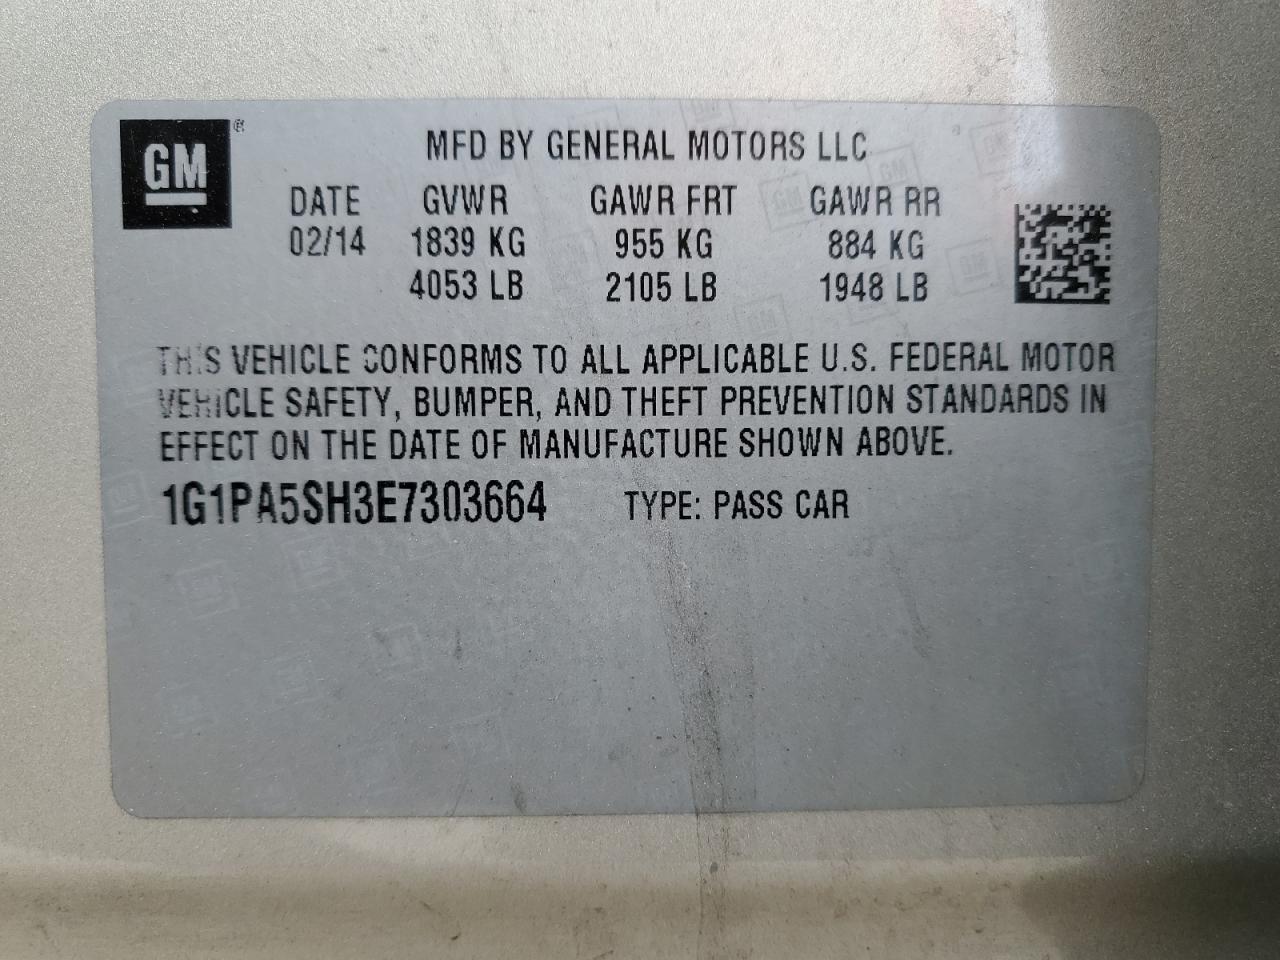 GM ®
MFD BY GENERAL MOTORS LLC
DATE GVWR GAWR FRT GAWR RR
02/14 1839 KG 955 KG 884 KG
4053 LB 2105 LB 1948 LB
THIS VEHICLE CONFORMS TO ALL APPLICABLE U.S. FEDERAL MOTOR
VEHICLE SAFETY, BUMPER, AND THEFT PREVENTION STANDARDS IN
EFFECT ON THE DATE OF MANUFACTURE SHOWN ABOVE.
1G1PA5SH3E7303664 TYPE: PASS CAR